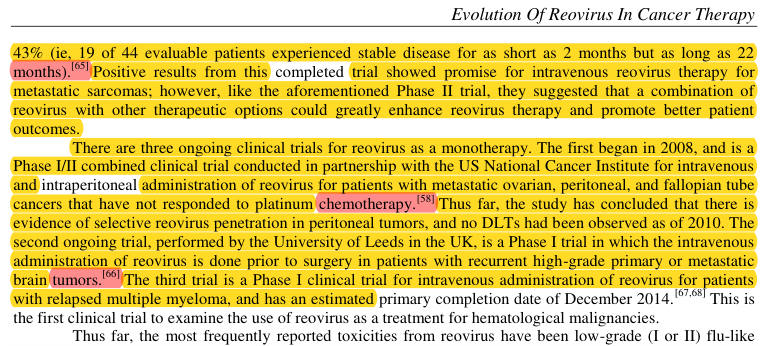 Evolution Of Reovirus In Cancer Therapy
43% (ie, 19 of 44 evaluable patients experienced stable disease for as short as 2 months but as long as 22
months).[65] Positive results from this completed trial showed promise for intravenous reovirus therapy for
metastatic sarcomas; however, like the aforementioned Phase II trial, they suggested that a combination of
reovirus with other therapeutic options could greatly enhance reovirus therapy and promote better patient
outcomes.
There are three ongoing clinical trials for reovirus as a monotherapy. The first began in 2008, and is a
Phase I/II combined clinical trial conducted in partnership with the US National Cancer Institute for intravenous
and intraperitoneal administration of reovirus for patients with metastatic ovarian, peritoneal, and fallopian tube
cancers that have not responded to platinum chemotherapy.[58] Thus far, the study has concluded that there is
evidence of selective reovirus penetration in peritoneal tumors, and no DLTs had been observed as of 2010. The
second ongoing trial, performed by the University of Leeds in the UK, is a Phase I trial in which the intravenous
administration of reovirus is done prior to surgery in patients with recurrent high-grade primary or metastatic
brain tumors.[66] The third trial is a Phase I clinical trial for intravenous administration of reovirus for patients
with relapsed multiple myeloma, and has an estimated primary completion date of December 2014.[67,68] This is
the first clinical trial to examine the use of reovirus as a treatment for hematological malignancies.
Thus far, the most frequently reported toxicities from reovirus have been low-grade (I or II) flu-like